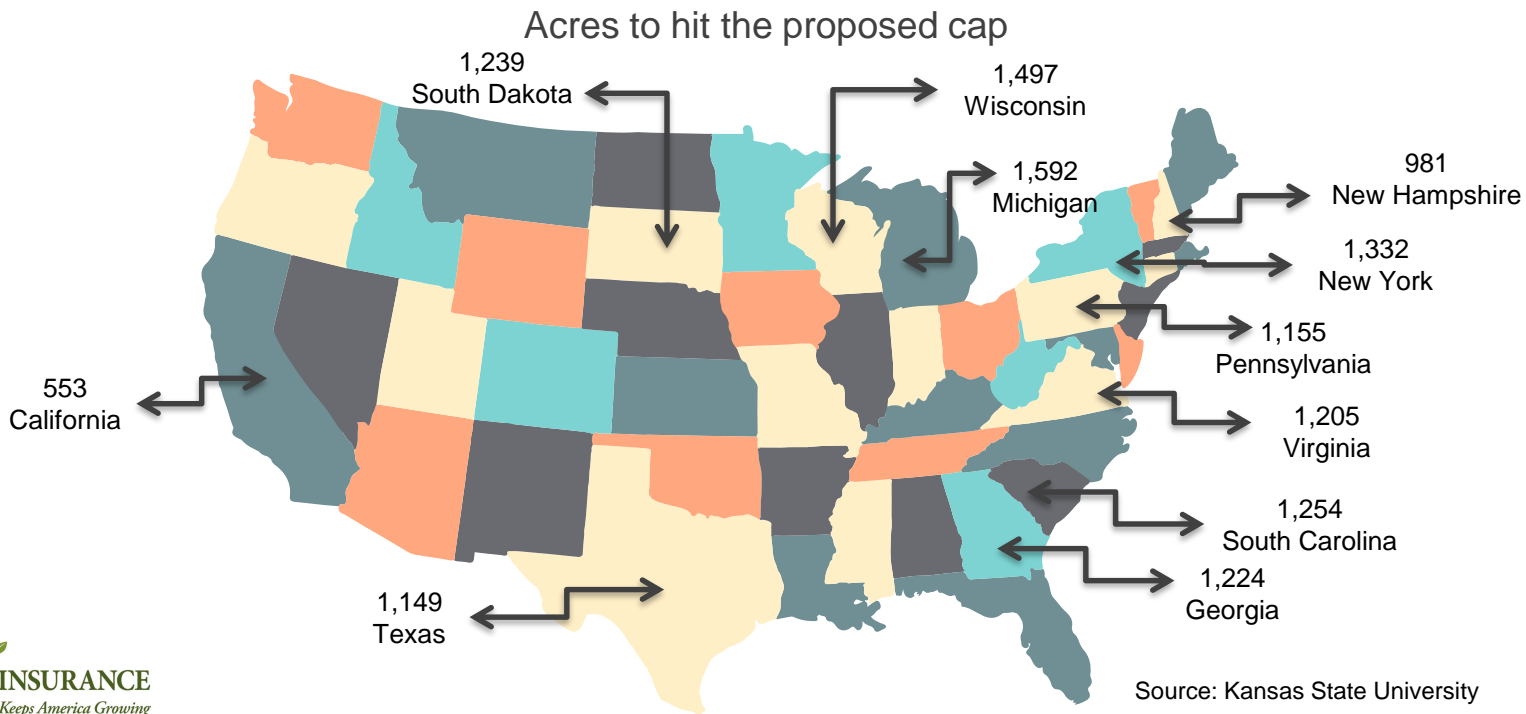 Acres to hit the proposed cap
1,239
South Dakota
1,497
Wisconsin
1,592
Michigan
981
New Hampshire
1,332
New York
1,155
Pennsylvania
553
California
1,205
Virginia
1,254
South Carolina
1,224
Georgia
1,149
Texas
INSURANCE
Keeps America Growing
Source: Kansas State University